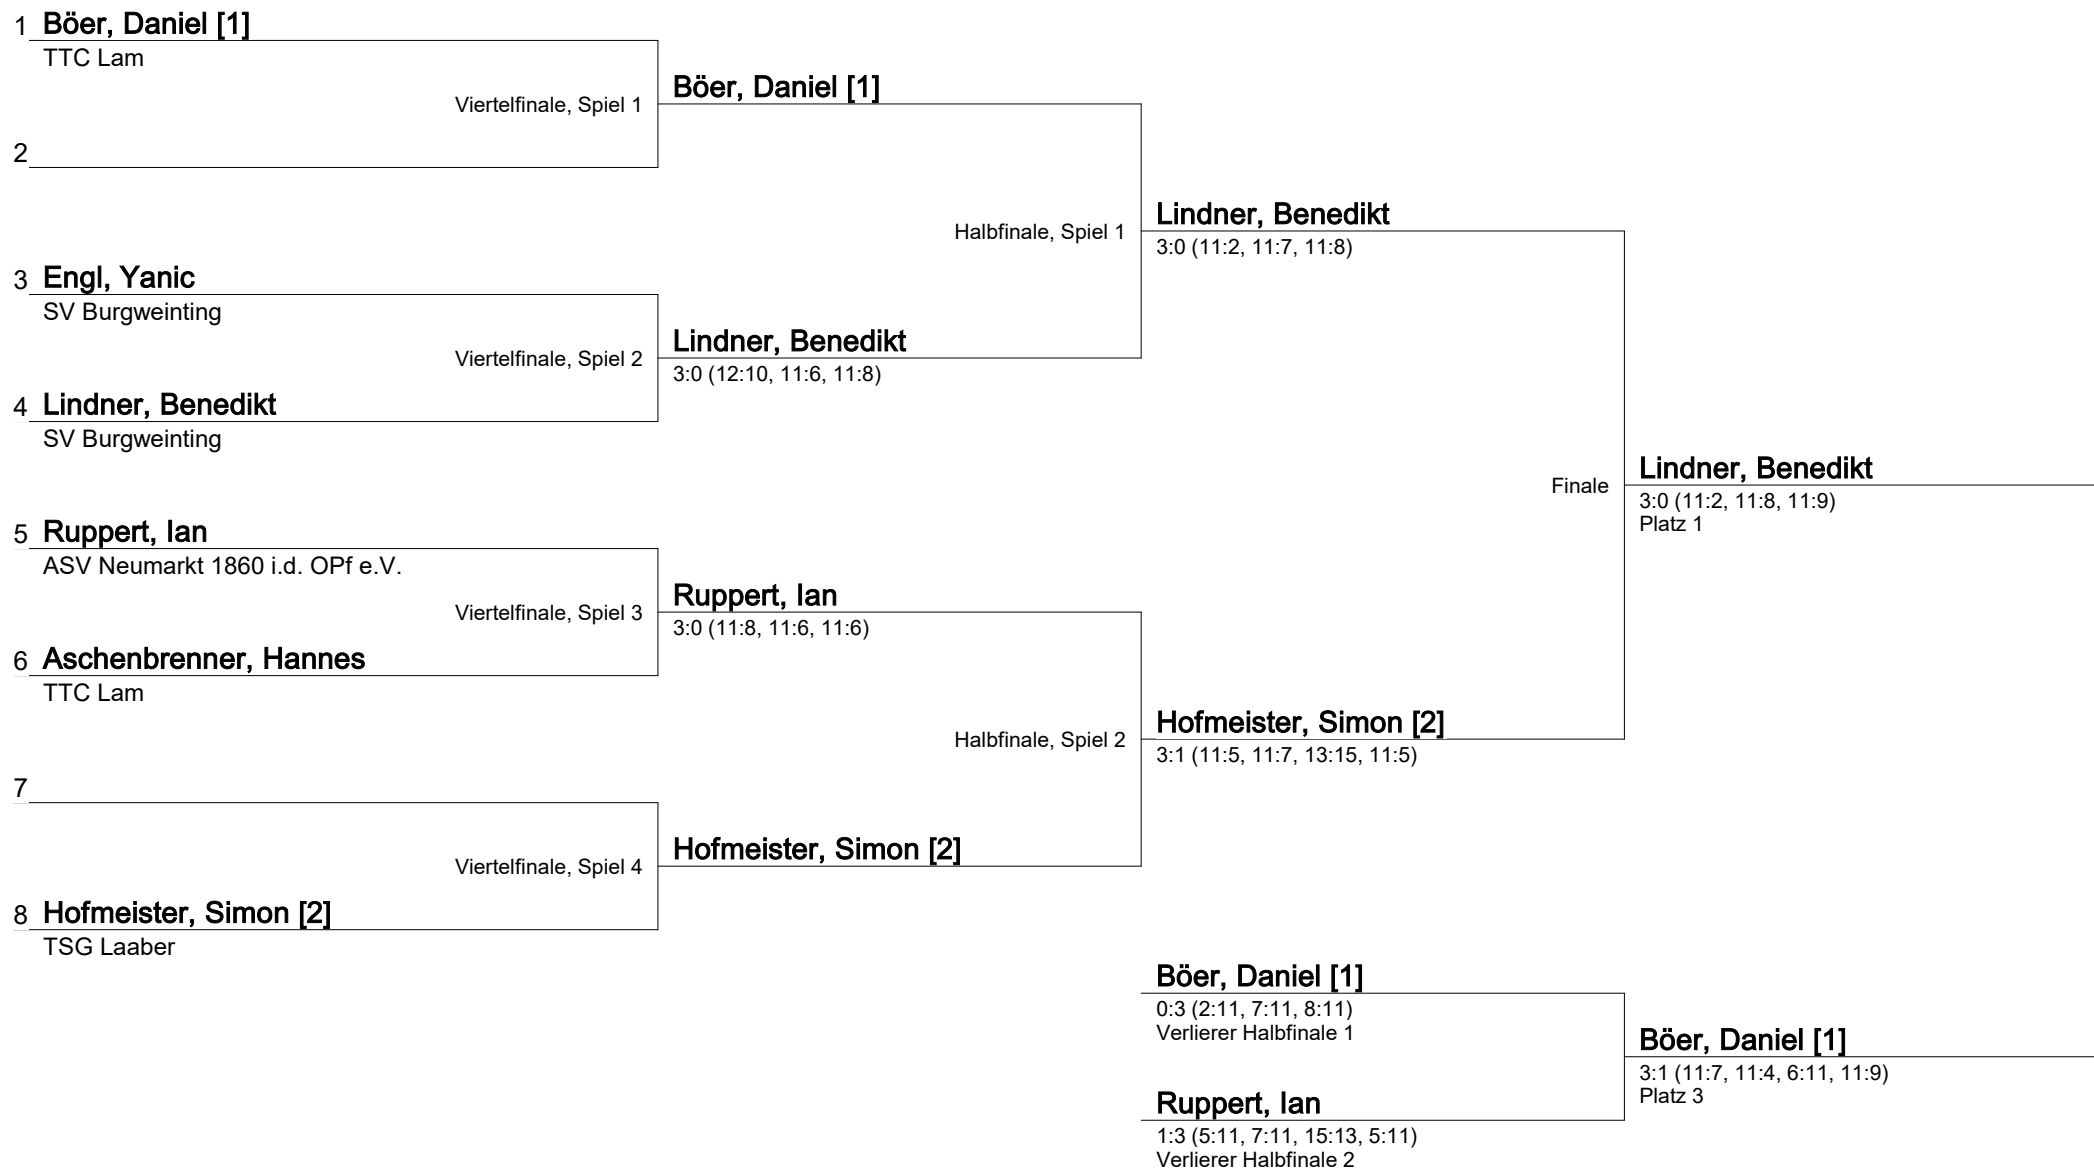 1 Böer, Daniel [1]
TTC Lam
Viertelfinale, Spiel 1
Böer, Daniel [1]
2
Halbfinale, Spiel 1
Lindner, Benedikt
3:0 (11:2, 11:7, 11:8)
3 Engl, Yanic
SV Burgweinting
Viertelfinale, Spiel 2
Lindner, Benedikt
3:0 (12:10, 11:6, 11:8)
4 Lindner, Benedikt
SV Burgweinting
Finale
Lindner, Benedikt
3:0 (11:2, 11:8, 11:9)
Platz 1
5 Ruppert, Ian
ASV Neumarkt 1860 i.d. OPf e.V.
Viertelfinale, Spiel 3
Ruppert, Ian
3:0 (11:8, 11:6, 11:6)
6 Aschenbrenner, Hannes
TTC Lam
Halbfinale, Spiel 2
Hofmeister, Simon [2]
3:1 (11:5, 11:7, 13:15, 11:5)
7
Viertelfinale, Spiel 4
Hofmeister, Simon [2]
8 Hofmeister, Simon [2]
TSG Laaber
Böer, Daniel [1]
0:3 (2:11, 7:11, 8:11)
Verlierer Halbfinale 1
Böer, Daniel [1]
3:1 (11:7, 11:4, 6:11, 11:9)
Platz 3
Ruppert, Ian
1:3 (5:11, 7:11, 15:13, 5:11)
Verlierer Halbfinale 2